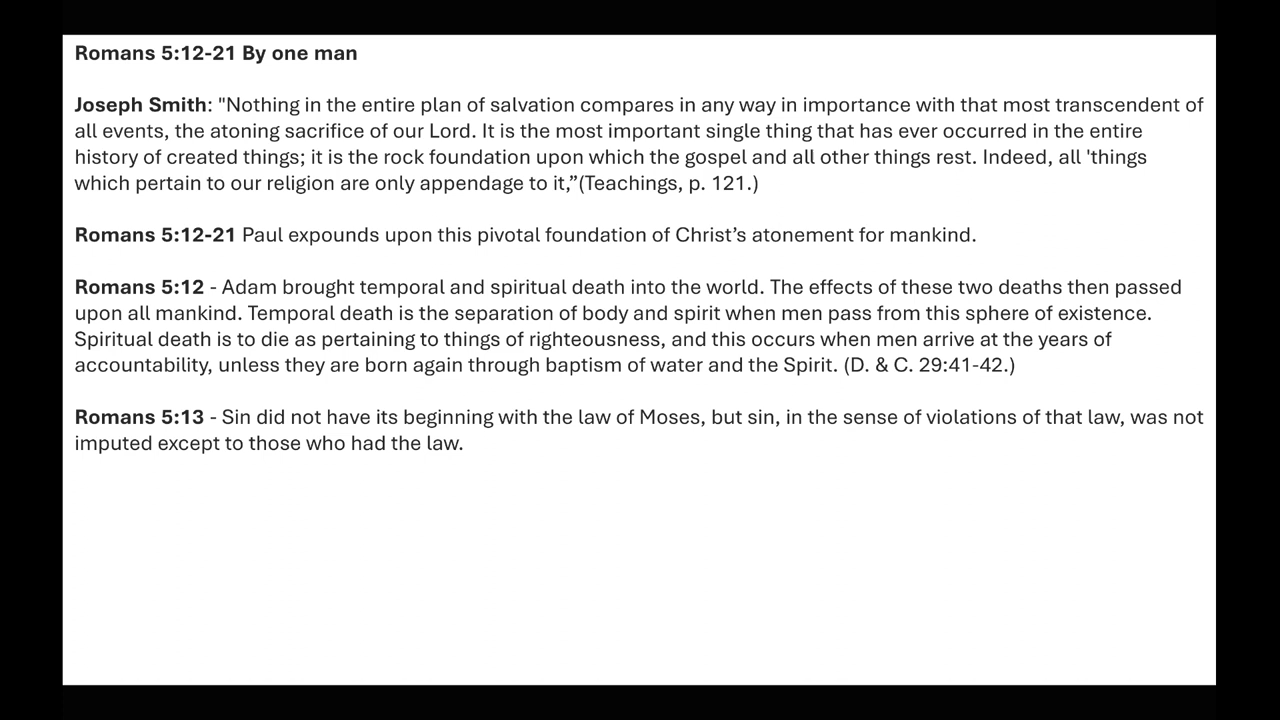 Romans 5:12-21 By one man
Joseph Smith: "Nothing in the entire plan of salvation compares in any way in importance with that most transcendent of
all events, the atoning sacrifice of our Lord. It is the most important single thing that has ever occurred in the entire
history of created things; it is the rock foundation upon which the gospel and all other things rest. Indeed, all 'things
which pertain to our religion are only appendage to it,”(Teachings, p. 121.)
Romans 5:12-21 Paul expounds upon this pivotal foundation of Christ’s atonement for mankind.
Romans 5:12 - Adam brought temporal and spiritual death into the world. The effects of these two deaths then passed
upon all mankind. Temporal death is the separation of body and spirit when men pass from this sphere of existence.
Spiritual death is to die as pertaining to things of righteousness, and this occurs when men arrive at the years of
accountability, unless they are born again through baptism of water and the Spirit. (D. & C. 29:41-42.)
Romans 5:13 - Sin did not have its beginning with the law of Moses, but sin, in the sense of violations of that law, was not
imputed except to those who had the law.